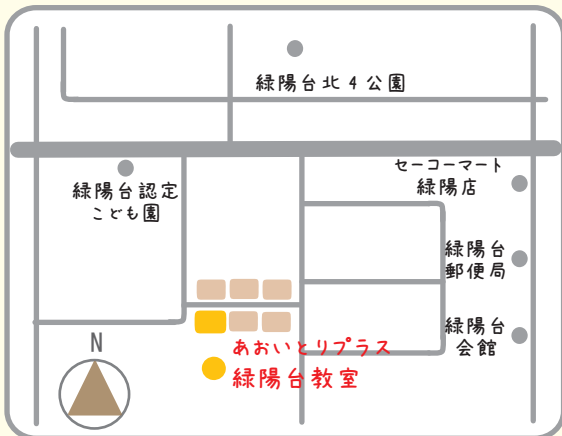 緑陽台北4公園
セーコーマート
緑陽店
緑陽台認定
こども園
緑陽台
郵便局
緑陽台
会館
N
あおいとりプラス
緑陽台教室